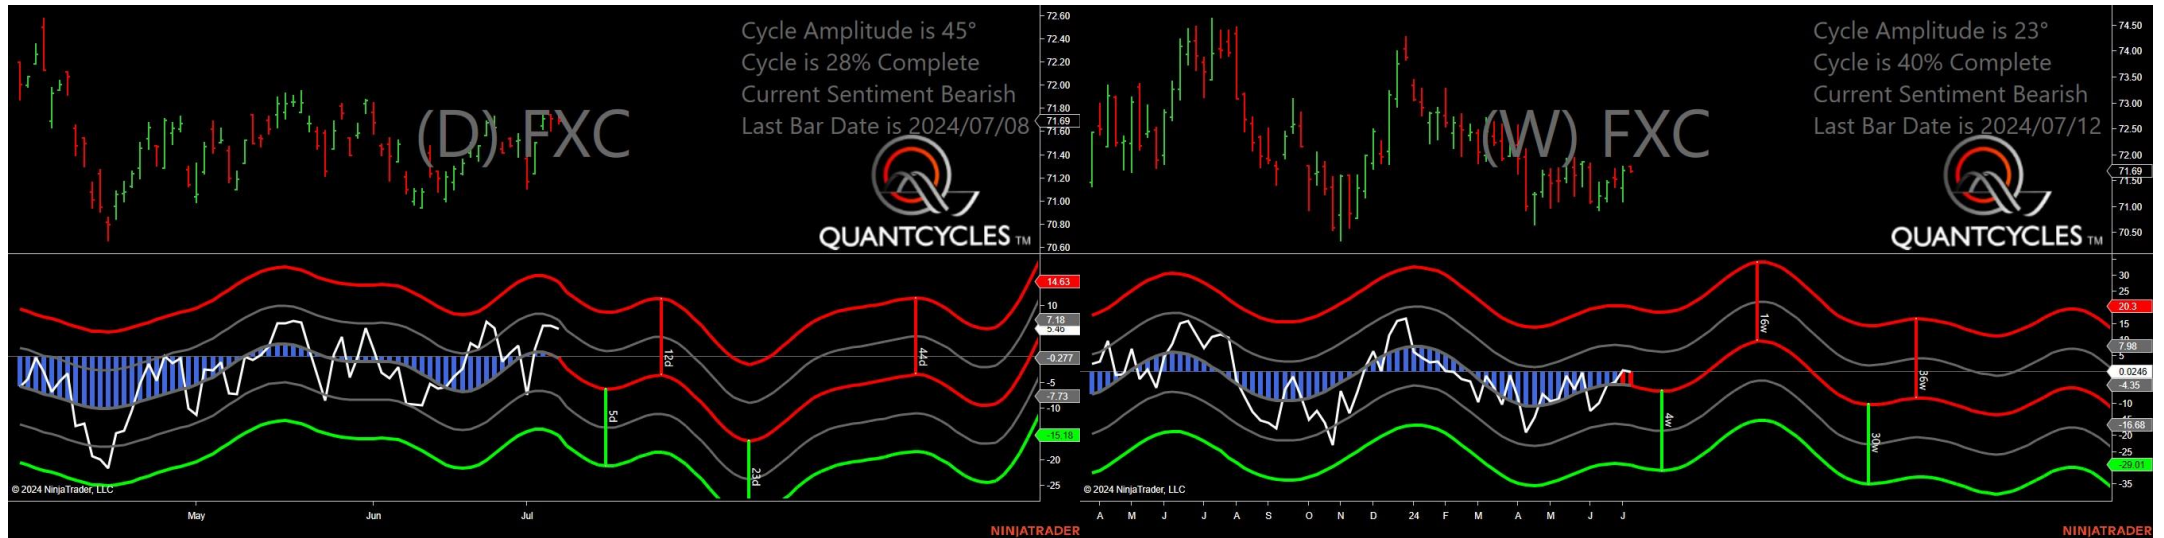 Cycle Amplitude is 45°
Cycle is 28% Complete
Current Sentiment Bearish
Last Bar Date is 2024/07/08
(D) FXC
QUANTCYCLES TM
72.60
72.40
72.20
72.00
71.80
71.69
71.60
71.40
71.20
71.00
70.80
70.60
14.63
10
7.18
5.46
-0.277
-5
-7.73
-10
-15.18
-20
-25
12d
44d
5d
23d
© 2024 NinjaTrader, LLC
May
Jun
Jul
NINJATRADER
Cycle Amplitude is 23°
Cycle is 40% Complete
Current Sentiment Bearish
Last Bar Date is 2024/07/12
(W) FXC
QUANTCYCLES TM
74.50
74.00
73.50
73.00
72.50
72.00
71.69
71.50
71.00
70.50
30
25
20.3
15
7.98
5
0.0246
-4.35
-10
-16.68
-20
-25
-29.01
-35
16w
36w
4w
30w
© 2024 NinjaTrader, LLC
A
M
J
J
A
S
O
N
D
24
F
M
A
M
J
J
NINJATRADER